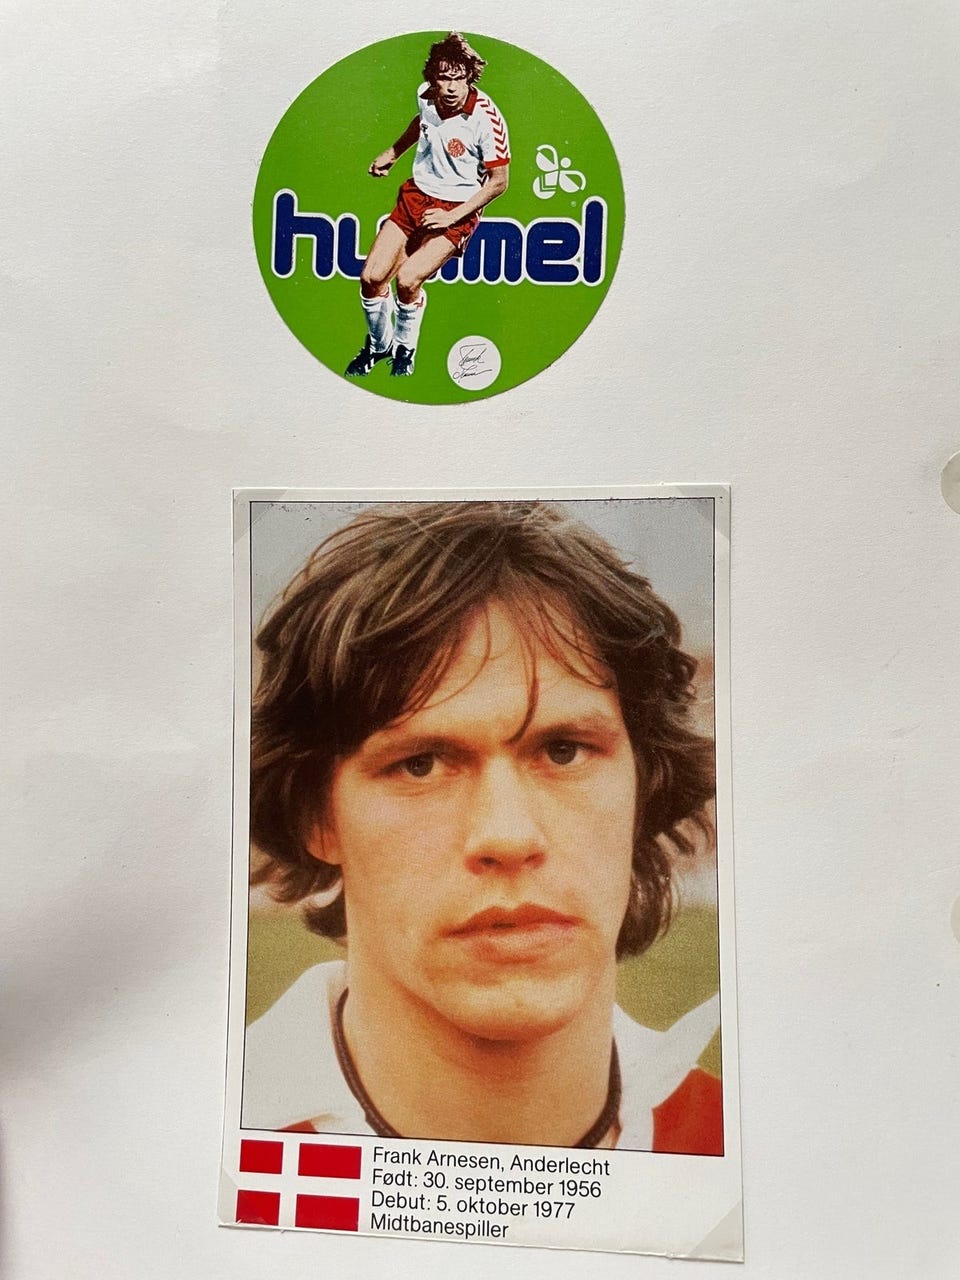 hummel
Frank Arnesen, Anderlecht
Født: 30. september 1956
Debut: 5. oktober 1977
Midtbanespiller